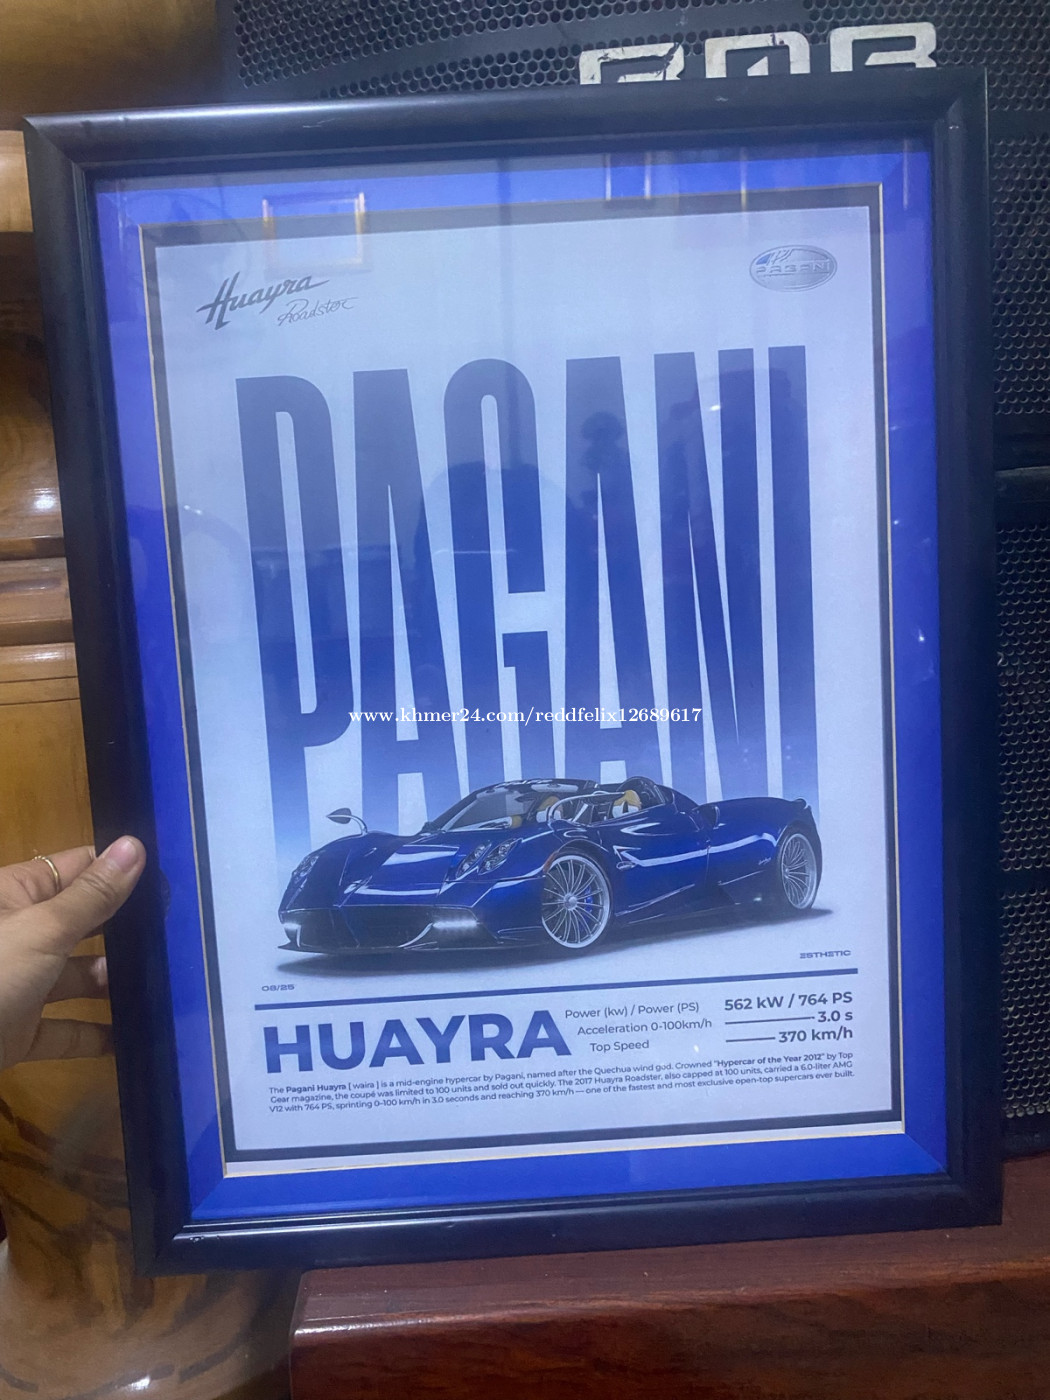 Huayra
Roadster
PAGANI
PAGANI
www.khmer24.com/reddfelix12689617
ESTHETIC
08/25
HUAYRA
Power (kw) / Power (PS) 562 kW / 764 PS
Acceleration 0-100km/h 3.0 s
Top Speed 370 km/h
The Pagani Huayra [ waira ] is a mid-engine hypercar by Pagani, named after the Quechua wind god. Crowned "Hypercar of the Year 2012" by Top
Gear magazine, the coupé was limited to 100 units and sold out quickly. The 2017 Huayra Roadster, also capped at 100 units, carried a 6.0-liter AMG
V12 with 764 PS, sprinting 0-100 km/h in 3.0 seconds and reaching 370 km/h — one of the fastest and most exclusive open-top supercars ever built.